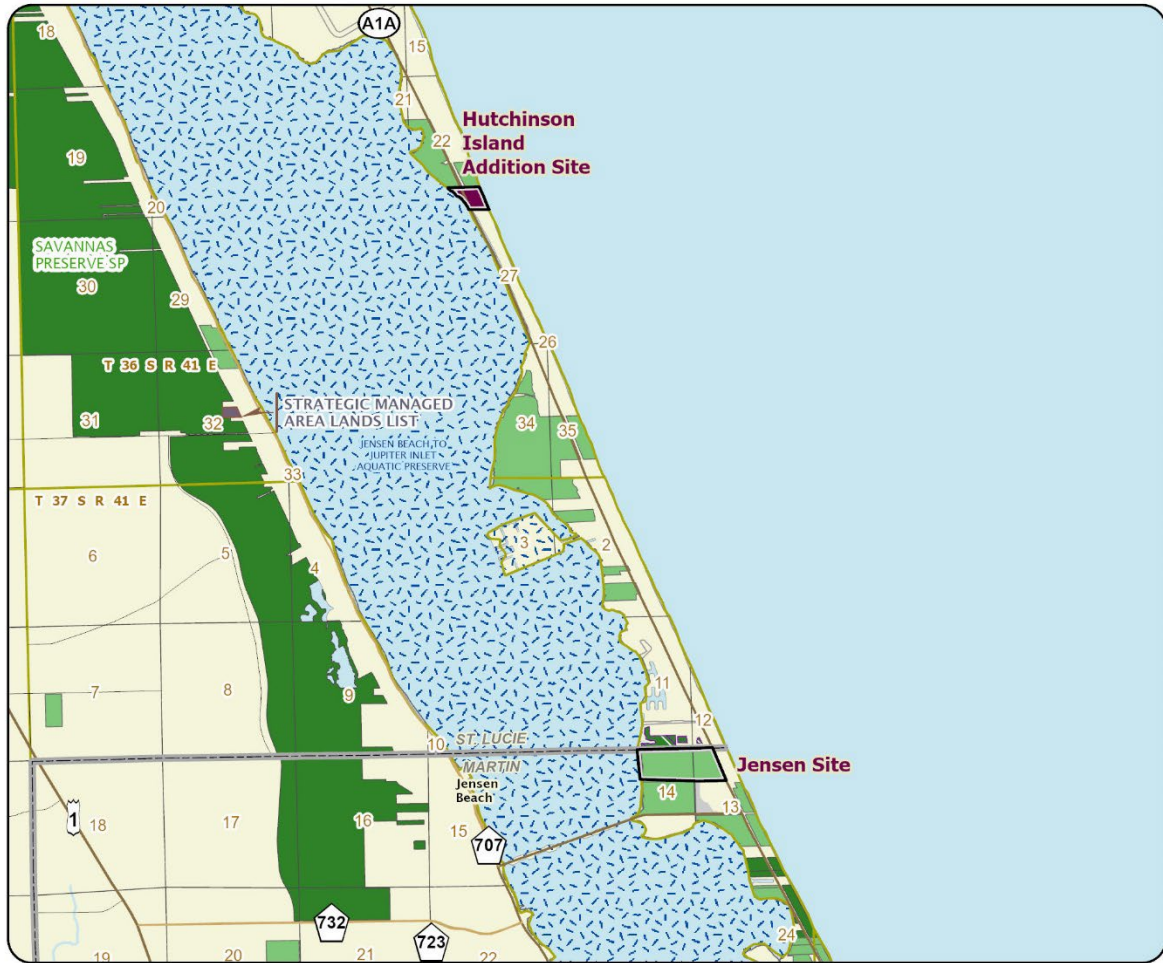 A1A
18
15
21
22
Hutchinson
Island
Addition Site
19
20
SAVANNAS
PRESERVE SP
30
29
27
26
T 36 S R 41 E
STRATEGIC MANAGED
AREA LANDS LIST
31
32
34
35
JENSEN BEACH TO
JUPITER INLET
AQUATIC PRESERVE
33
T 37 S R 41 E
6
5
4
3
2
7
8
9
11
12
10
ST. LUCIE
MARTIN
Jensen
Beach
Jensen Site
14
13
1
18
17
16
15
707
732
723
19
20
21
22
24